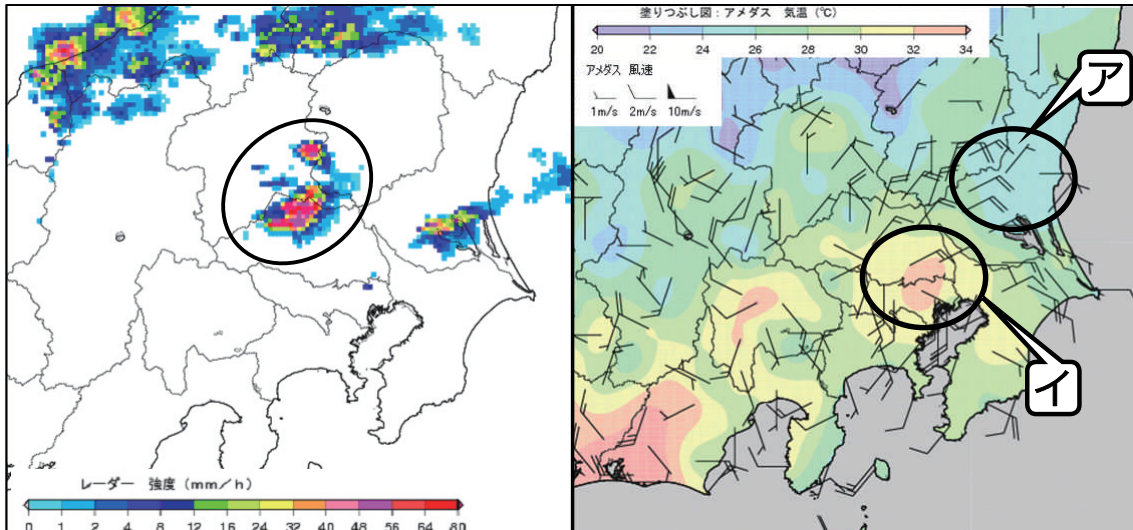 レーダー 強度 (mm/h)
0 1 2 4 8 12 16 24 32 40 48 56 64 80
塗りつぶし図:アメダス 気温 (℃)
20 22 24 26 28 30 32 34
アメダス 風速
1m/s 2m/s 10m/s
ア
イ